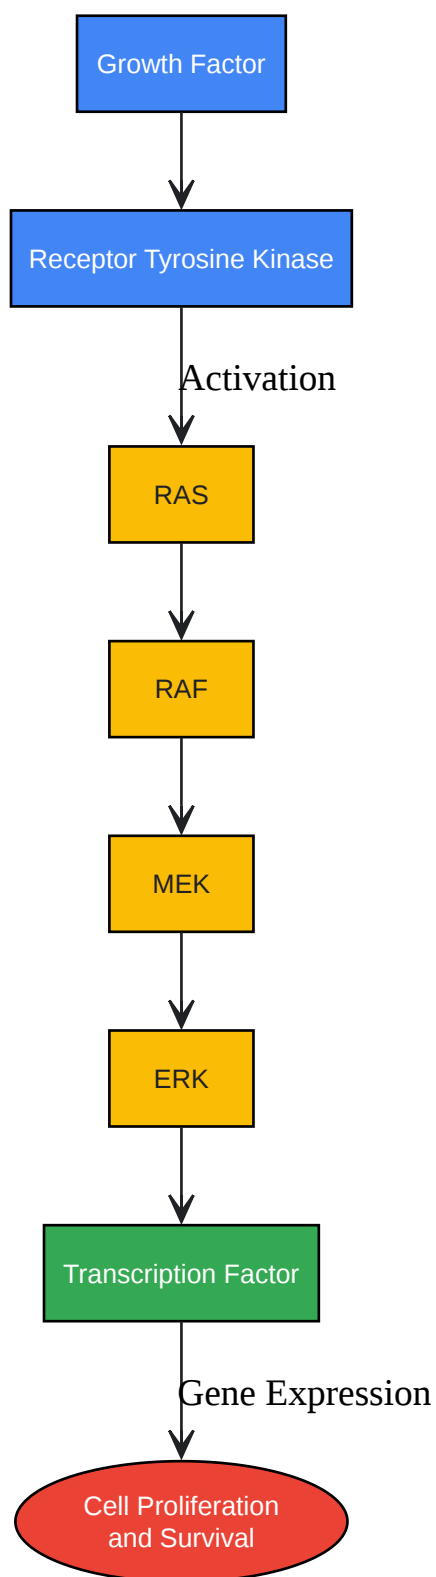 Growth Factor
Receptor Tyrosine Kinase
Activation
RAS
RAF
MEK
ERK
Transcription Factor
Gene Expression
Cell Proliferation
and Survival